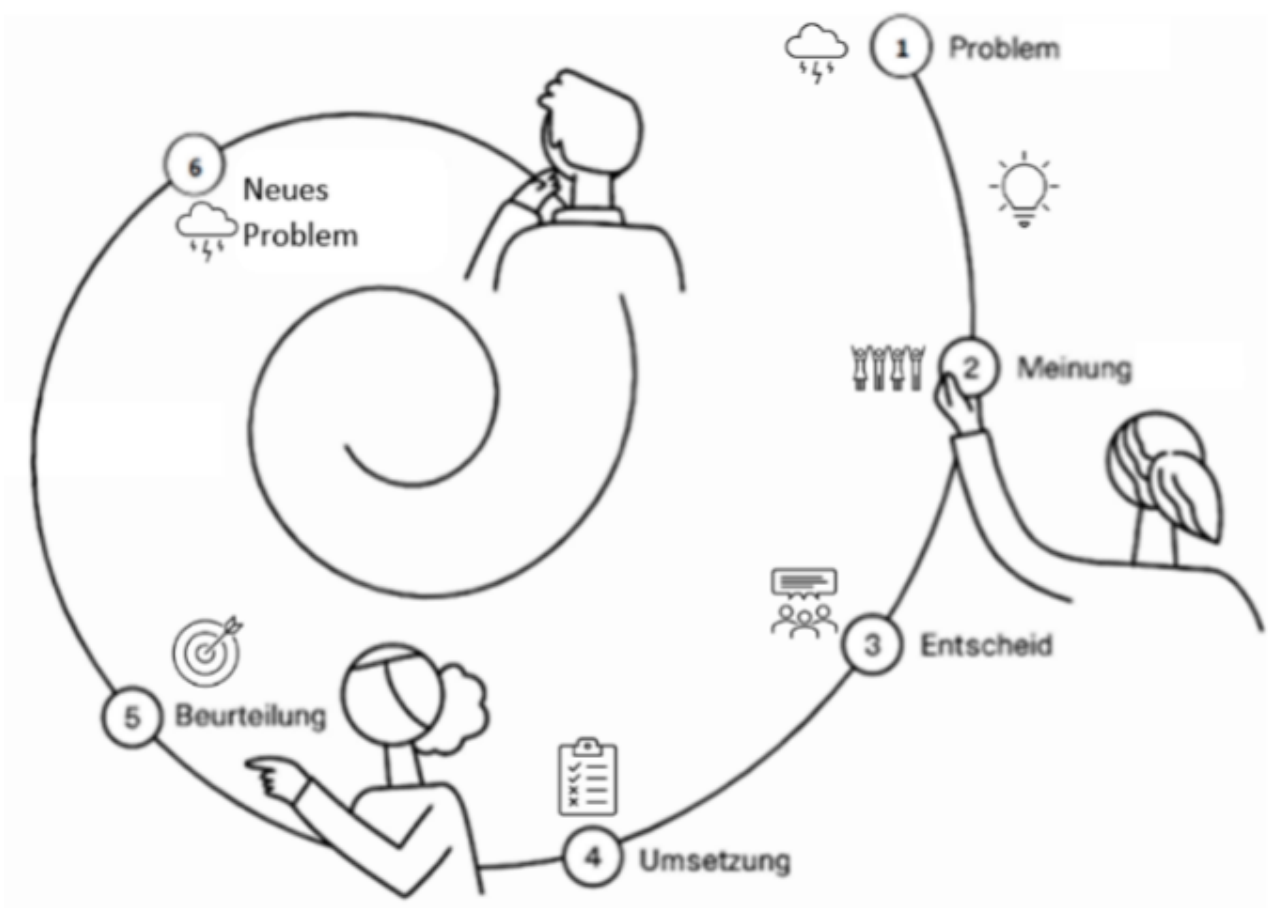 1 Problem
2 Meinung
3 Entscheid
4 Umsetzung
5 Beurteilung
6 Neues
Problem